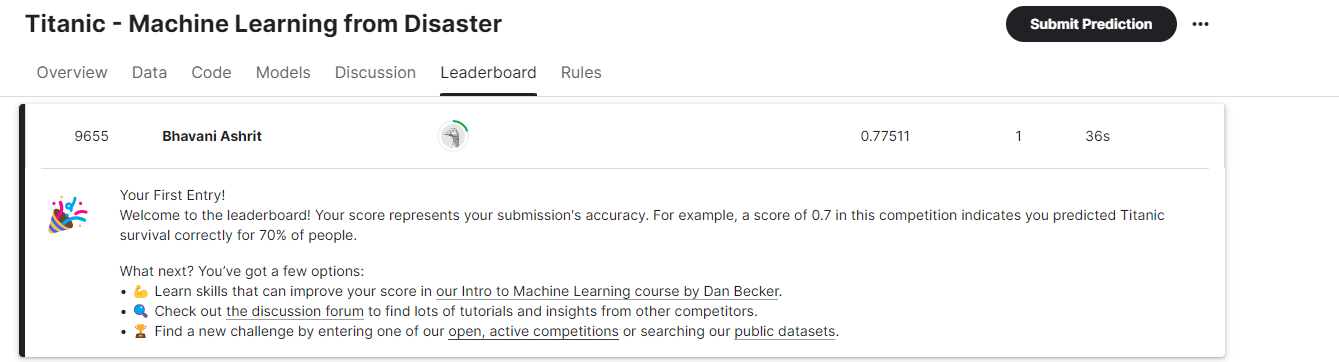 Titanic - Machine Learning from Disaster
Submit Prediction
Overview Data Code Models Discussion Leaderboard Rules
9655 Bhavani Ashrit 0.77511 1 36s
Your First Entry!
Welcome to the leaderboard! Your score represents your submission's accuracy. For example, a score of 0.7 in this competition indicates you predicted Titanic
survival correctly for 70% of people.
What next? You’ve got a few options:
• 💪 Learn skills that can improve your score in our Intro to Machine Learning course by Dan Becker.
• 🔍 Check out the discussion forum to find lots of tutorials and insights from other competitors.
• 🏆 Find a new challenge by entering one of our open, active competitions or searching our public datasets.